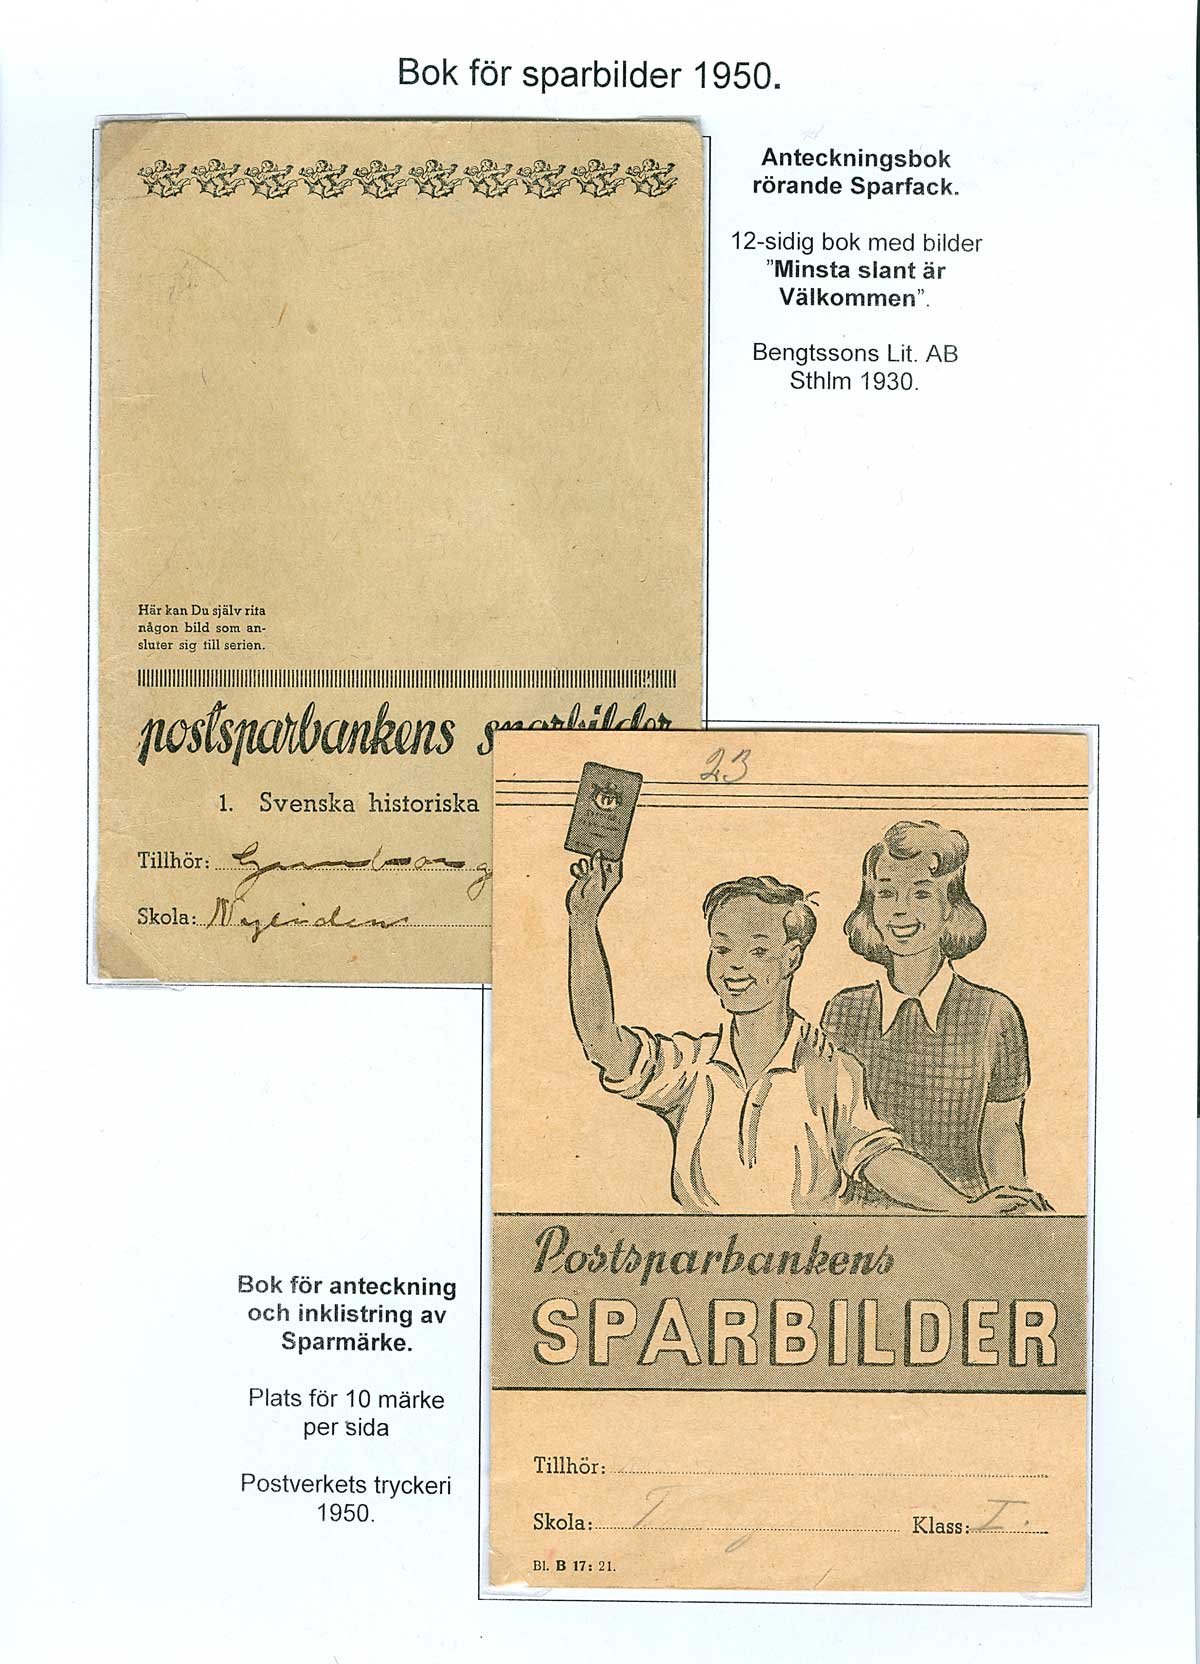 Bok för sparbilder 1950.
Anteckningsbok
rörande Sparfack.
12-sidig bok med bilder
"Minsta slant är
Välkommen".
Bengtssons Lit. AB
Sthlm 1930.
Här kan Du själv rita
någon bild som an-
sluter sig till serien.
postsparbankens sparbilder
1. Svenska historiska
Tillhör: Gunborg
Skola:
23
Postsparbankens
SPARBILDER
Tillhör:
Skola: Klass: I.
Bl. B 17: 21.
Bok för anteckning
och inklistring av
Sparmärke.
Plats för 10 märke
per sida
Postverkets tryckeri
1950.